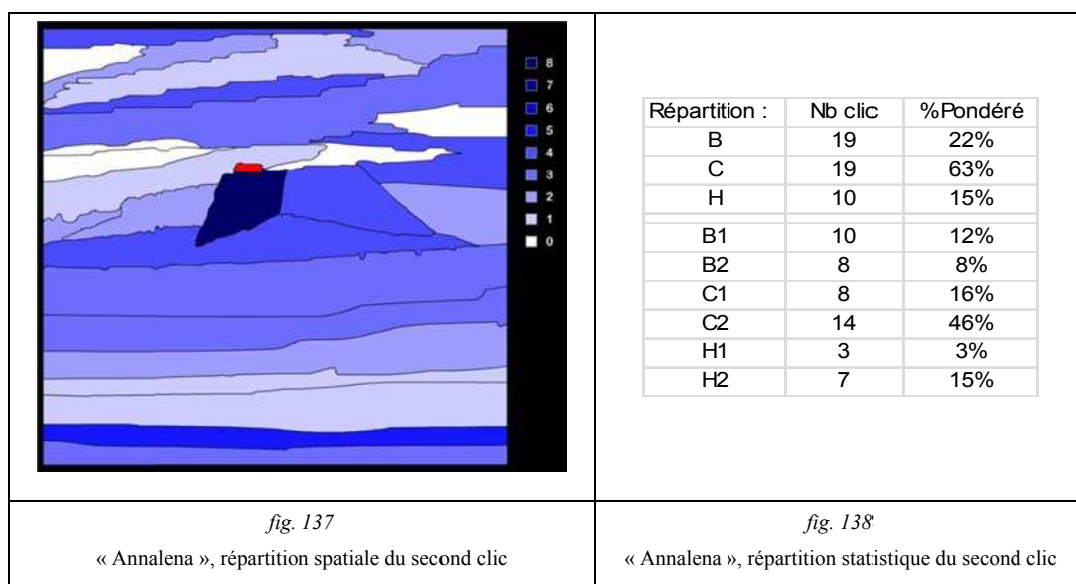 8
7
6
5
4
3
2
1
0
Répartition : Nb clic %Pondéré
B 19 22%
C 19 63%
H 10 15%
B1 10 12%
B2 8 8%
C1 8 16%
C2 14 46%
H1 3 3%
H2 7 15%
fig. 137
« Annalena », répartition spatiale du second clic
fig. 138
« Annalena », répartition statistique du second clic